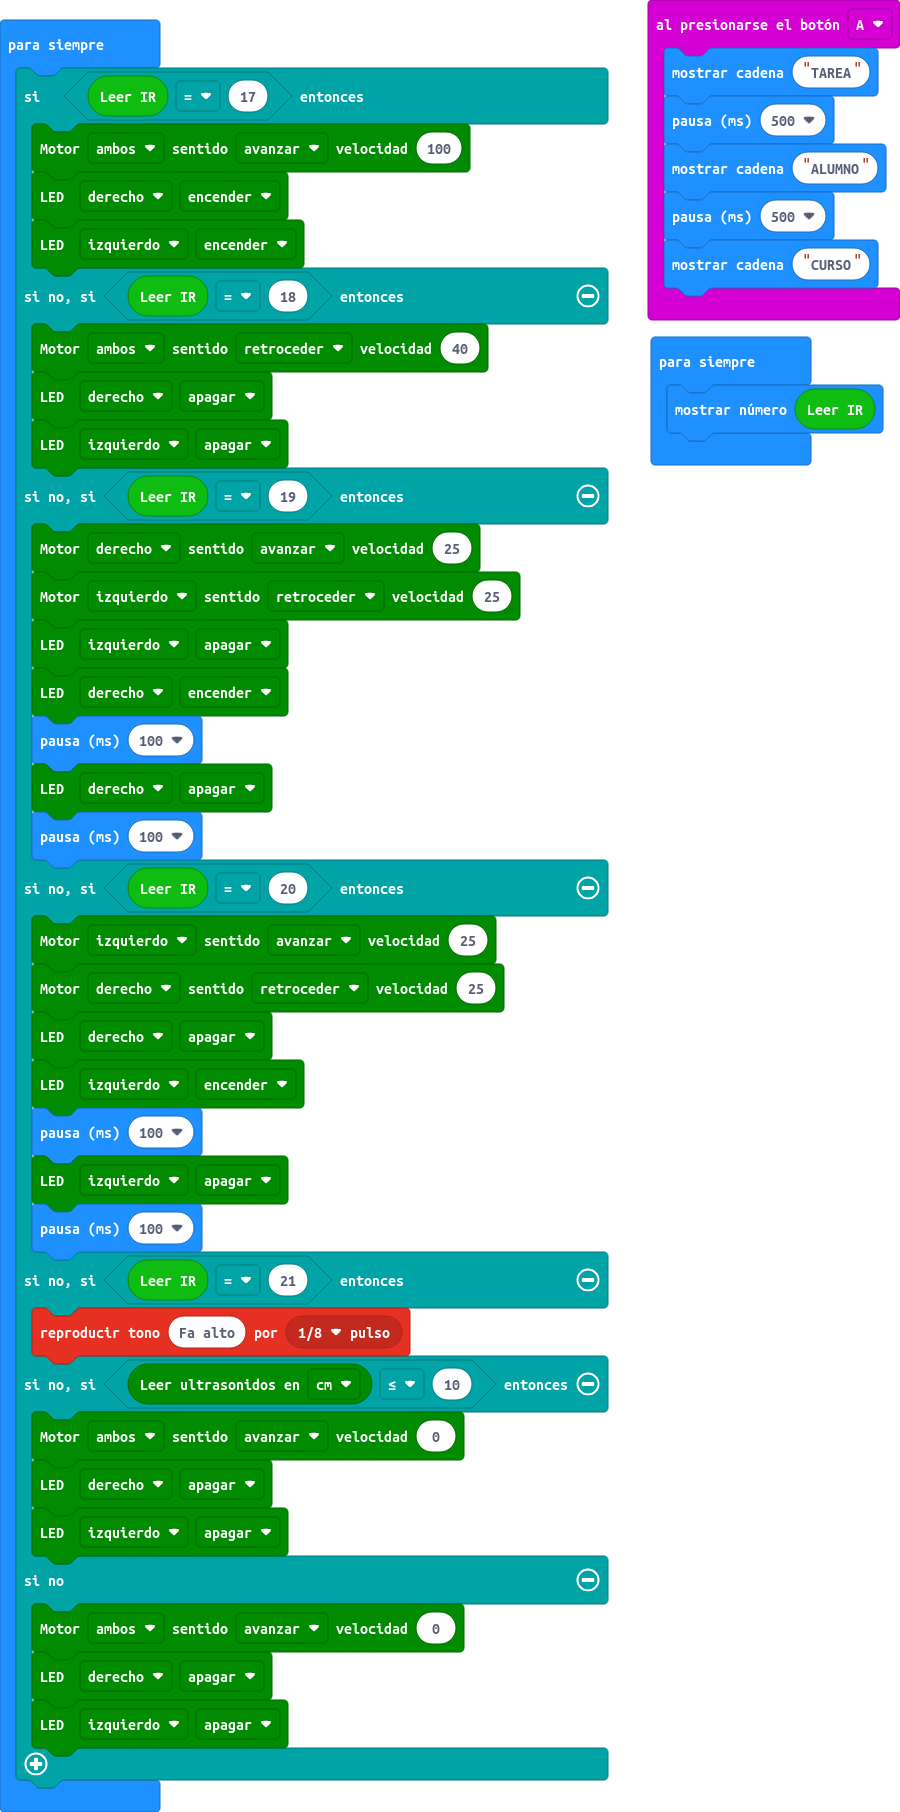 para siempre
si Leer IR = 17 entonces
Motor ambos sentido avanzar velocidad 100
LED derecho encender
LED izquierdo encender
si no, si Leer IR = 18 entonces
Motor ambos sentido retroceder velocidad 40
LED derecho apagar
LED izquierdo apagar
si no, si Leer IR = 19 entonces
Motor derecho sentido avanzar velocidad 25
Motor izquierdo sentido retroceder velocidad 25
LED izquierdo apagar
LED derecho encender
pausa (ms) 100
LED derecho apagar
pausa (ms) 100
si no, si Leer IR = 20 entonces
Motor izquierdo sentido avanzar velocidad 25
Motor derecho sentido retroceder velocidad 25
LED derecho apagar
LED izquierdo encender
pausa (ms) 100
LED izquierdo apagar
pausa (ms) 100
si no, si Leer IR = 21 entonces
reproducir tono Fa alto por 1/8 pulso
si no, si Leer ultrasonidos en cm ≤ 10 entonces
Motor ambos sentido avanzar velocidad 0
LED derecho apagar
LED izquierdo apagar
si no
Motor ambos sentido avanzar velocidad 0
LED derecho apagar
LED izquierdo apagar
al presionarse el botón A
mostrar cadena "TAREA"
pausa (ms) 500
mostrar cadena "ALUMNO"
pausa (ms) 500
mostrar cadena "CURSO"
para siempre
mostrar número Leer IR